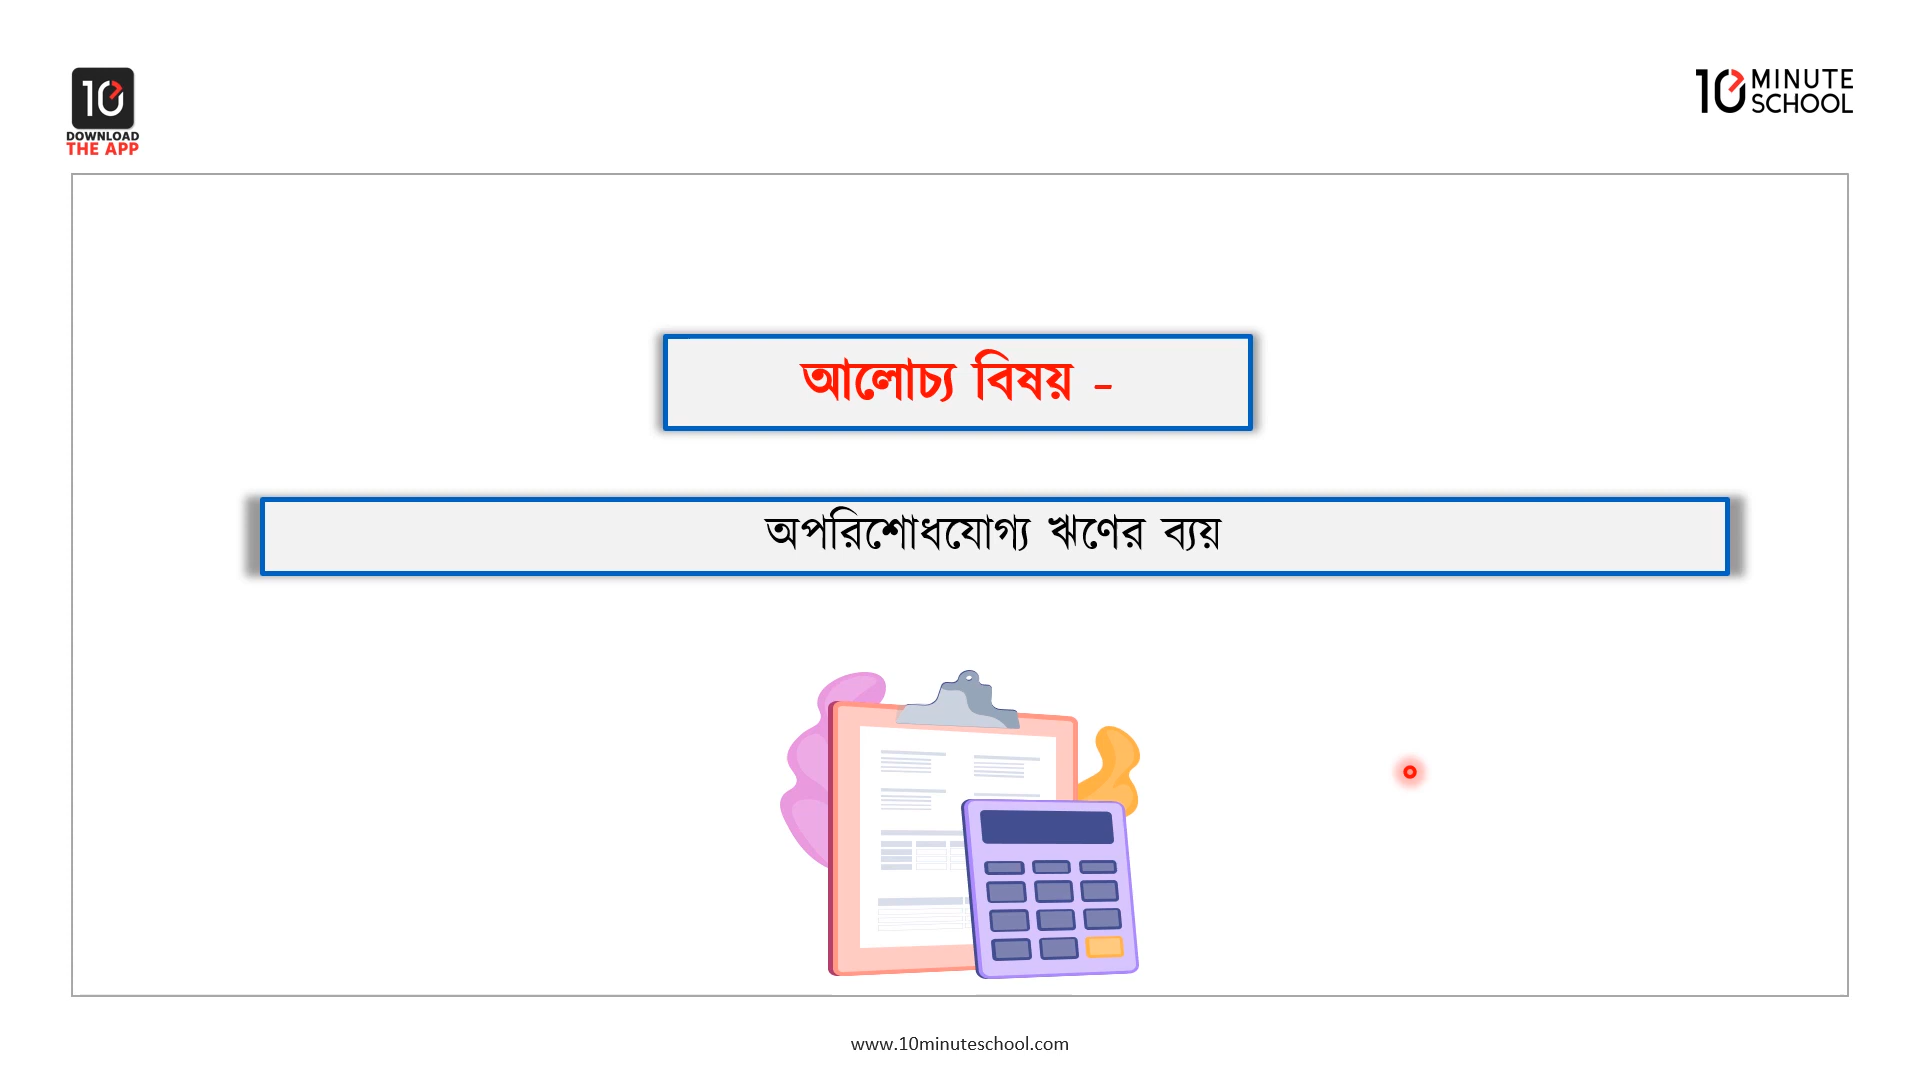 10
DOWNLOAD
THE APP
10 MINUTE
SCHOOL
আলোচ্য বিষয় -
অপরিশোধযোগ্য ঋণের ব্যয়
www.10minuteschool.com